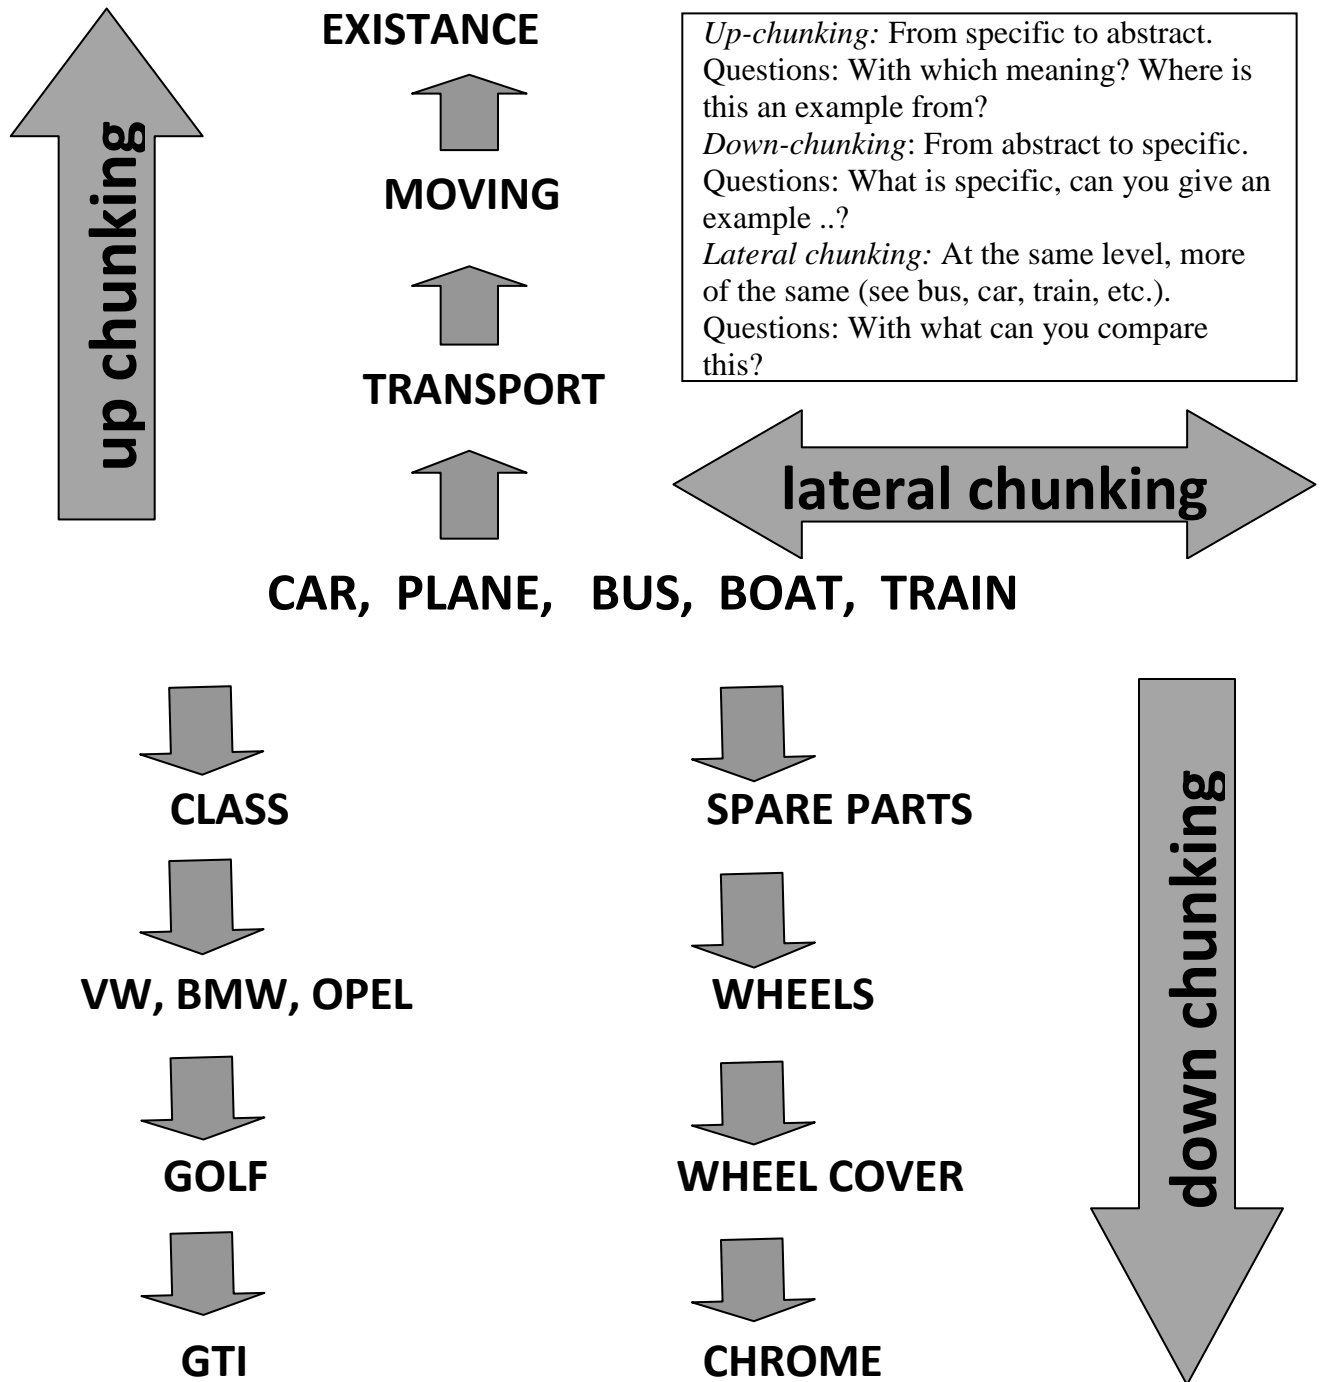 EXISTANCE
MOVING
TRANSPORT
up chunking
Up-chunking: From specific to abstract.
Questions: With which meaning? Where is
this an example from?
Down-chunking: From abstract to specific.
Questions: What is specific, can you give an
example ..?
Lateral chunking: At the same level, more
of the same (see bus, car, train, etc.).
Questions: With what can you compare
this?
lateral chunking
CAR, PLANE, BUS, BOAT, TRAIN
CLASS
VW, BMW, OPEL
GOLF
GTI
SPARE PARTS
WHEELS
WHEEL COVER
CHROME
down chunking